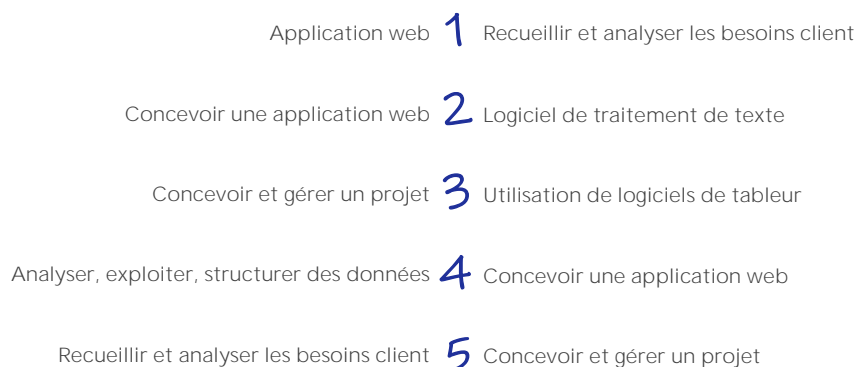 Application web 1 Recueillir et analyser les besoins client
Concevoir une application web 2 Logiciel de traitement de texte
Concevoir et gérer un projet 3 Utilisation de logiciels de tableur
Analyser, exploiter, structurer des données 4 Concevoir une application web
Recueillir et analyser les besoins client 5 Concevoir et gérer un projet